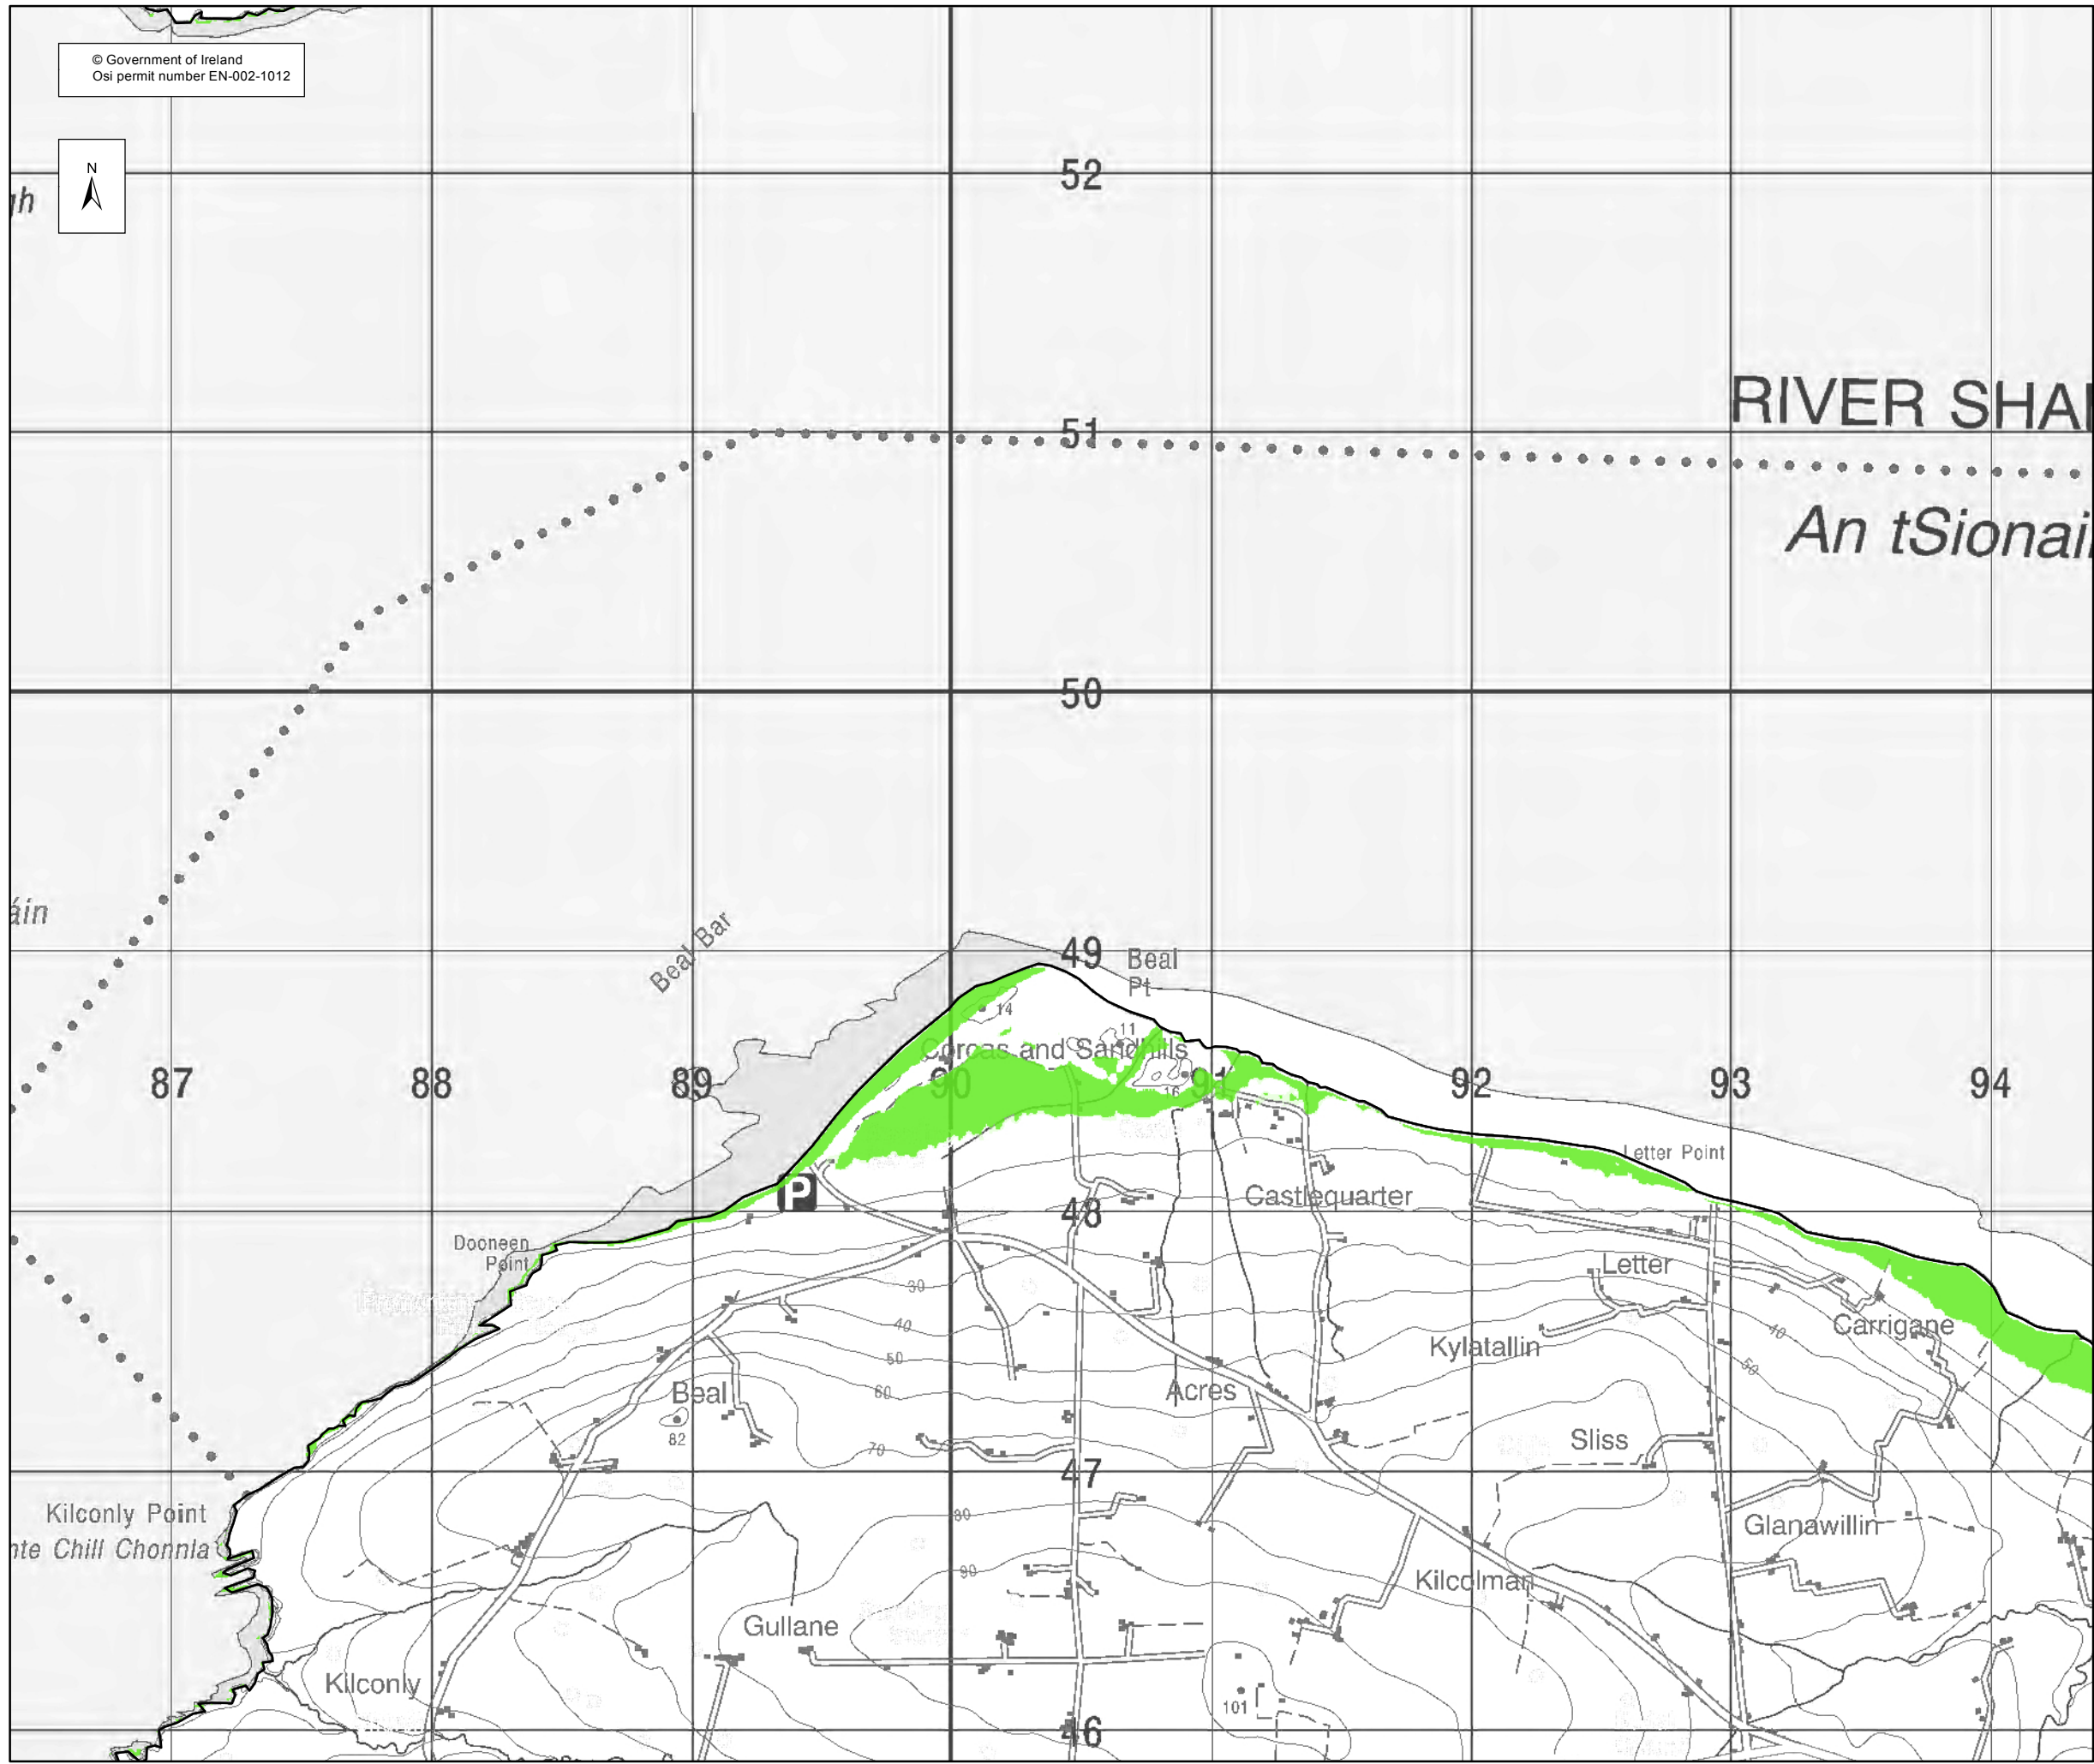 © Government of Ireland
Osi permit number EN-002-1012
N
52
gh
RIVER SHA
51
An tSionai
50
áin
Beal Bar
49
Beal
Pt
14
11
Corcas and Sandhills
87
88
89
90
91
92
93
94
16
Letter Point
P
Castlequarter
48
Dooneen
Point
Letter
30
40
50
60
70
Kylatallin
Carrigane
40
50
Beal
82
Acres
Sliss
47
Kilconly Point
nte Chill Chonnla
80
Glanawillin
90
Kilcolman
Gullane
Kilconly
101
46